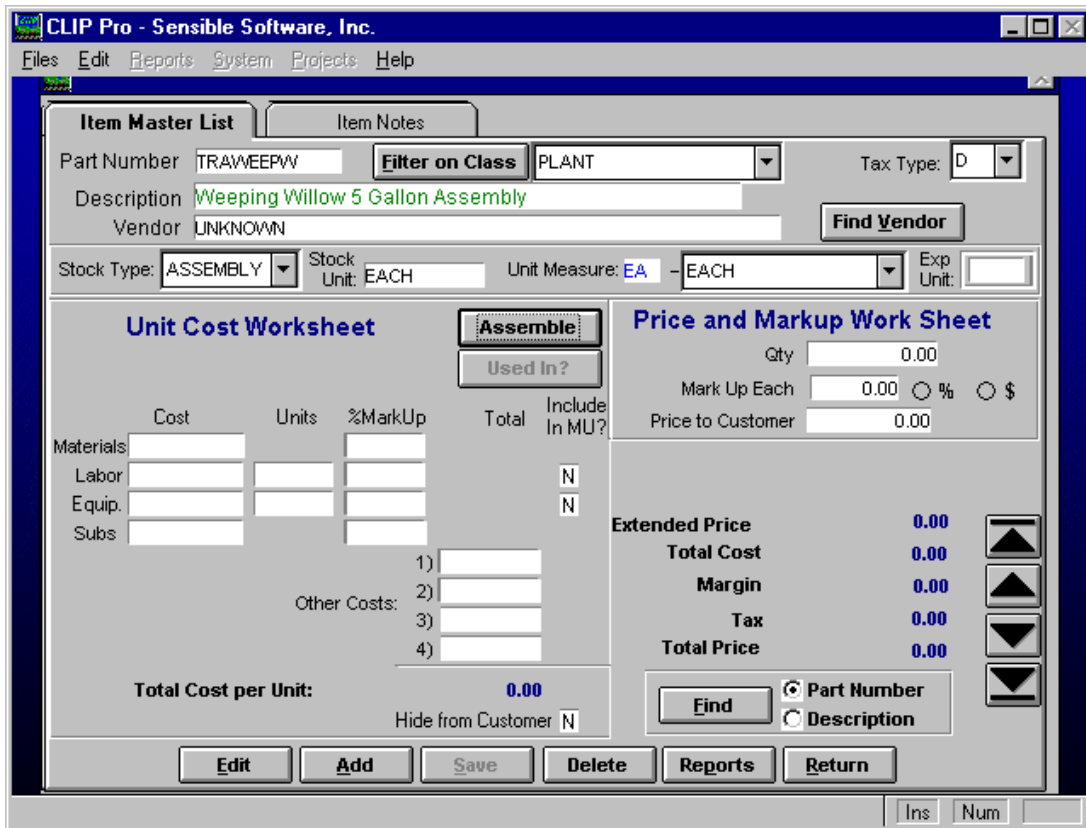 CLIP Pro - Sensible Software, Inc.
Files Edit Reports System Projects Help
Item Master List Item Notes
Part Number TRAWEEPW Filter on Class PLANT Tax Type: D
Description Weeping Willow 5 Gallon Assembly
Vendor UNKNOWN Find Vendor
Stock Type: ASSEMBLY Stock Unit: EACH Unit Measure: EA - EACH Exp Unit:
Unit Cost Worksheet Assemble Price and Markup Work Sheet
Qty 0.00
Used In?
Mark Up Each 0.00 % $
Cost Units %MarkUp Total Include In MU? Price to Customer 0.00
Materials
Labor N
Equip. N
Subs
Extended Price 0.00
Total Cost 0.00
1)
Margin 0.00
Other Costs: 2)
3) Tax 0.00
4) Total Price 0.00
Total Cost per Unit: 0.00 Find Part Number
Hide from Customer N Description
Edit Add Save Delete Reports Return
Ins Num